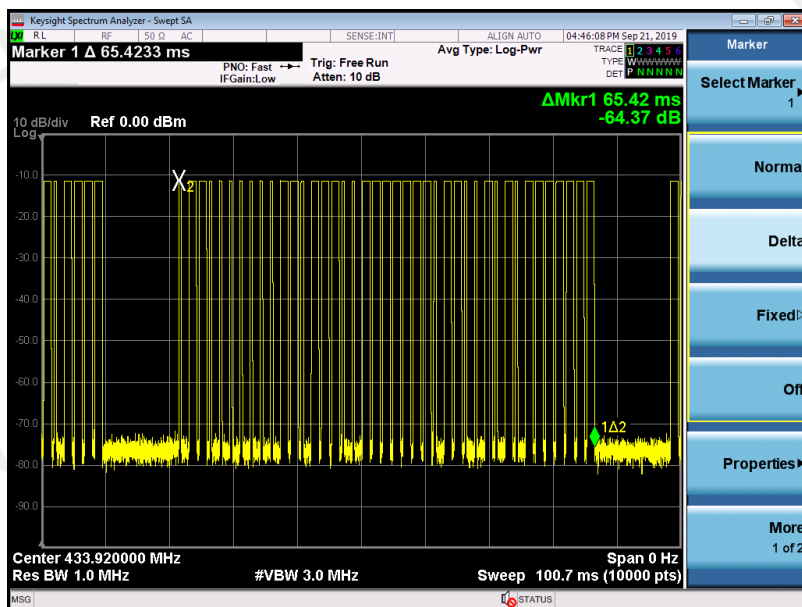 Keysight Spectrum Analyzer - Swept SA
LXI RL RF 50 Ω AC SENSE:INT ALIGN AUTO 04:46:08 PM Sep 21, 2019
Marker 1 Δ 65.4233 ms
PNO: Fast
IFGain:Low
Trig: Free Run
Atten: 10 dB
Avg Type: Log-Pwr
TRACE 1 2 3 4 5 6
TYPE WWWWWW
DET P N N N N N
ΔMkr1 65.42 ms
-64.37 dB
10 dB/div Ref 0.00 dBm
Log
-10.0
-20.0
-30.0
-40.0
-50.0
-60.0
-70.0
-80.0
-90.0
X2
1Δ2
Center 433.920000 MHz Span 0 Hz
Res BW 1.0 MHz #VBW 3.0 MHz Sweep 100.7 ms (10000 pts)
MSG STATUS
Marker
Select Marker
1
Norma
Delta
Fixed
Off
Properties
More
1 of 2